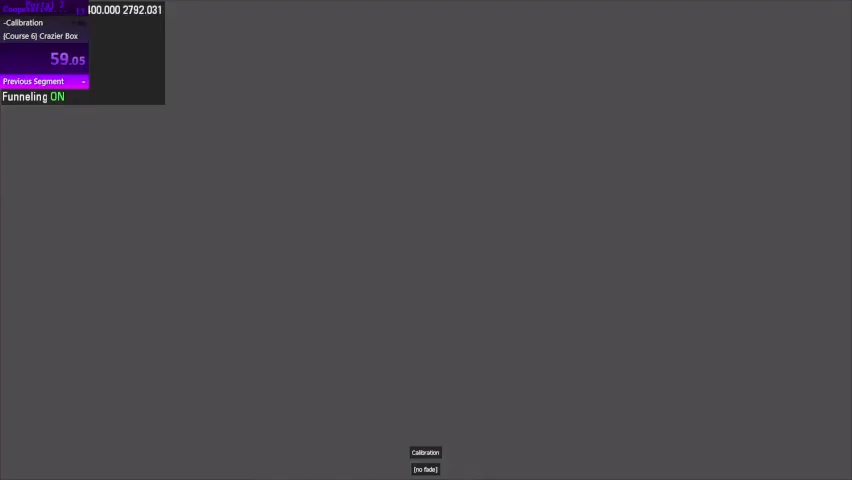 400.000 2792.031
-Calibration
{Course 6} Crazier Box
59.05
Previous Segment -
Funneling ON
Calibration
[no fade]